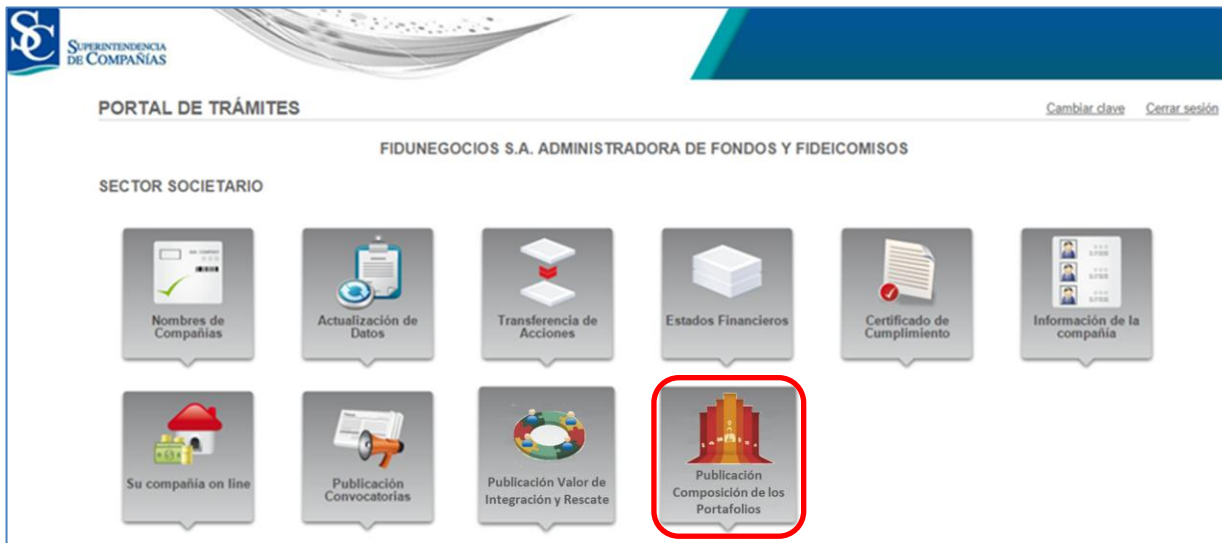 SC
SUPERINTENDENCIA
DE COMPAÑÍAS
PORTAL DE TRÁMITES
Cambiar clave Cerrar sesión
FIDUNEGOCIOS S.A. ADMINISTRADORA DE FONDOS Y FIDEICOMISOS
SECTOR SOCIETARIO
Nombres de
Compañías
Actualización de
Datos
Transferencia de
Acciones
Estados Financieros
Certificado de
Cumplimiento
Información de la
compañía
Su compañía on line
Publicación
Convocatorias
Publicación Valor de
Integración y Rescate
Publicación
Composición de los
Portafolios